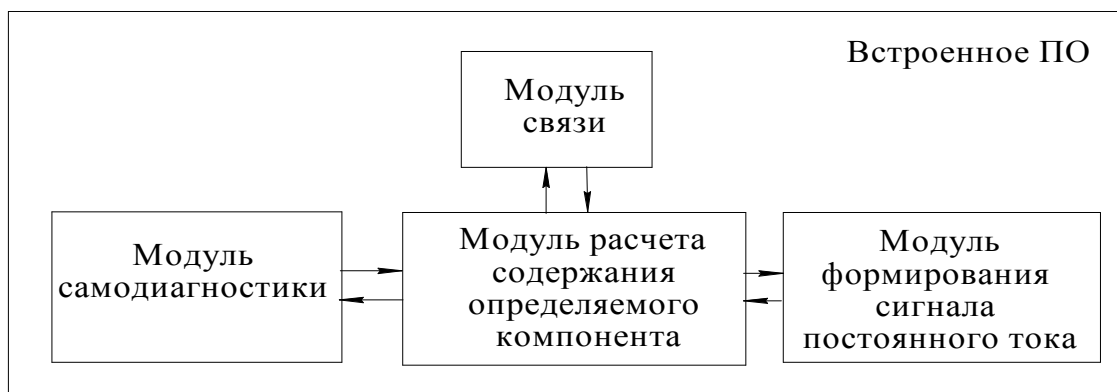 Встроенное ПО
Модуль
связи
Модуль
самодиагностики
Модуль расчета
содержания
определяемого
компонента
Модуль
формирования
сигнала
постоянного тока